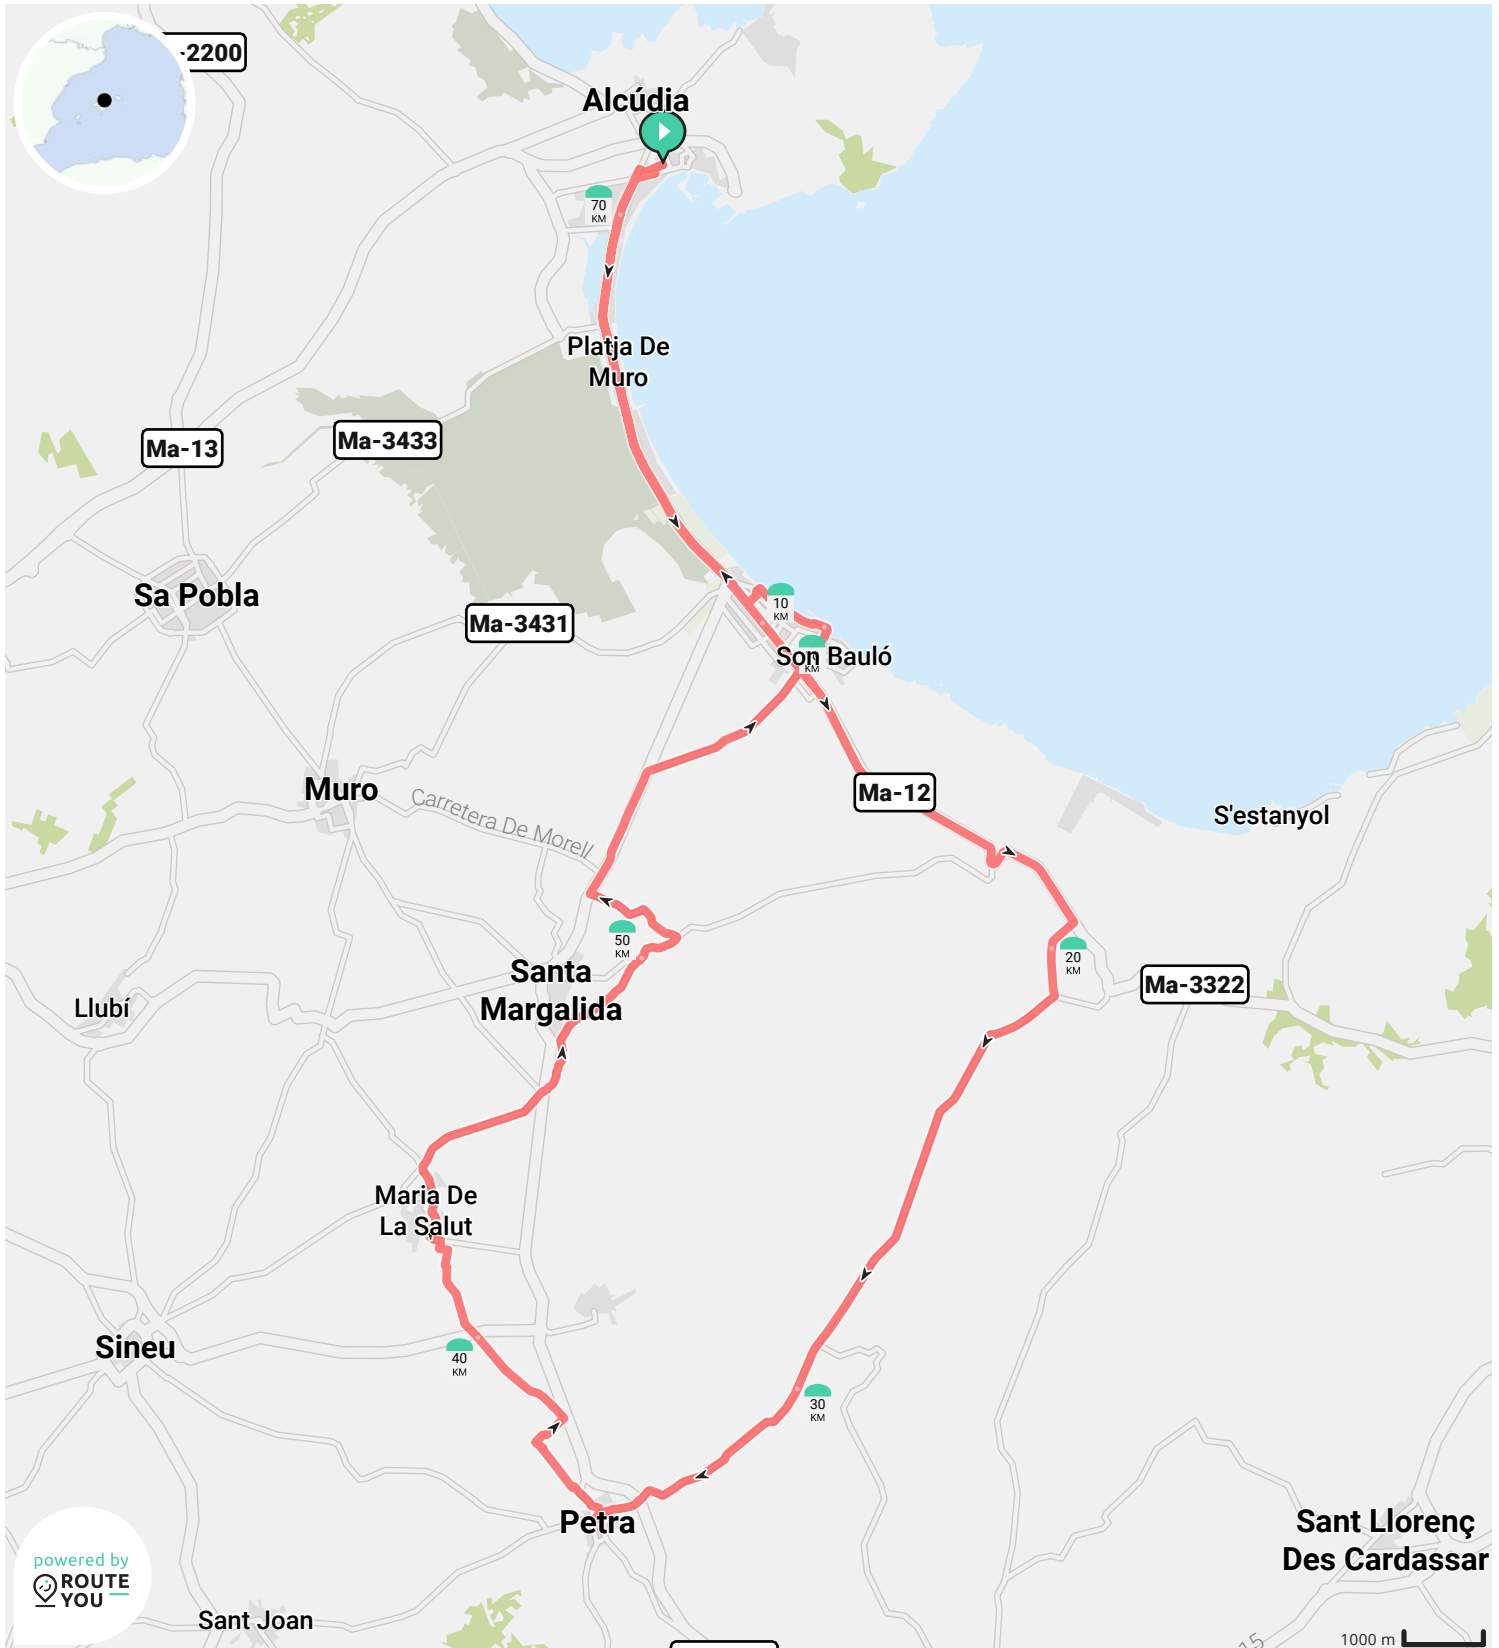 -2200
Alcúdia
70
KM
Platja De
Muro
Ma-3433
Ma-13
Sa Pobla
10
KM
Ma-3431
Son Bauló
KM
Muro
Carretera De Morell
Ma-12
S'estanyol
50
KM
20
KM
Santa
Margalida
Ma-3322
Llubí
Maria De
La Salut
Sineu
40
KM
30
KM
Petra
Sant Llorenç
Des Cardassar
powered by
ROUTE
YOU
Sant Joan
15
1000 m